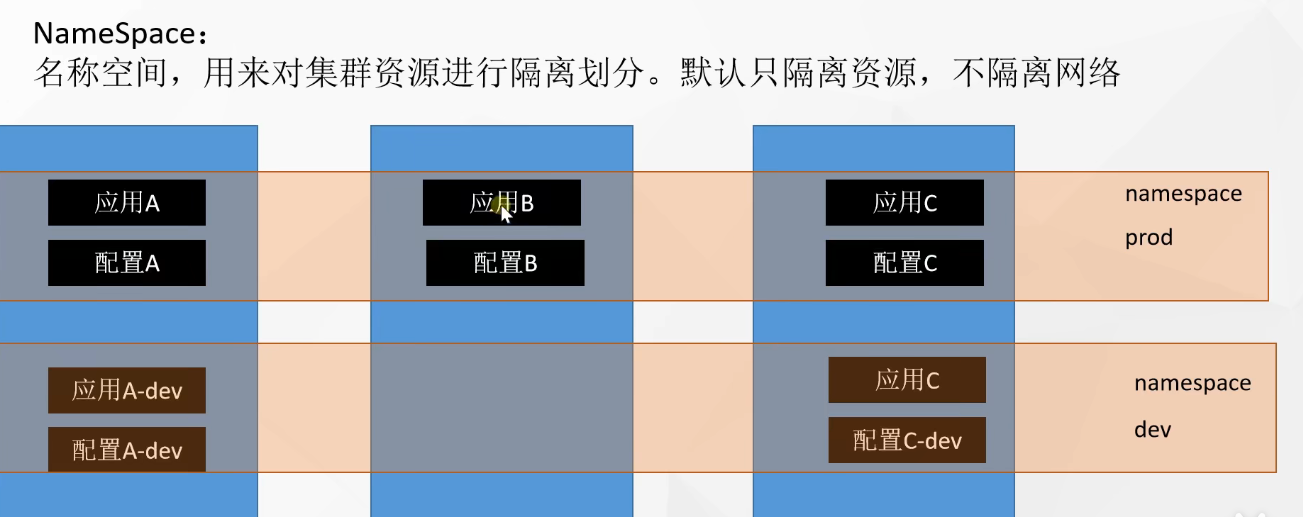 NameSpace：
名称空间，用来对集群资源进行隔离划分。默认只隔离资源，不隔离网络
应用A
应用B
应用C
namespace
配置A
配置B
配置C
prod
应用A-dev
应用C
namespace
配置A-dev
配置C-dev
dev